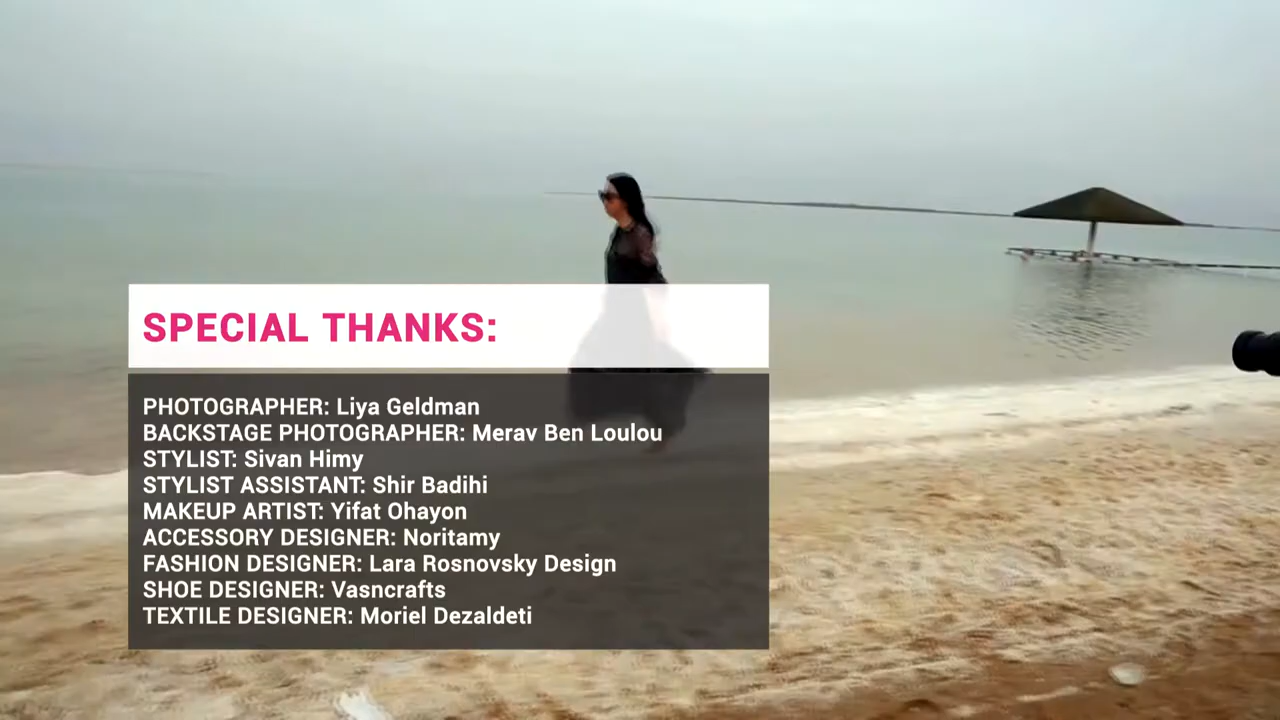 SPECIAL THANKS:
PHOTOGRAPHER: Liya Geldman
BACKSTAGE PHOTOGRAPHER: Merav Ben Loulou
STYLIST: Sivan Himy
STYLIST ASSISTANT: Shir Badihi
MAKEUP ARTIST: Yifat Ohayon
ACCESSORY DESIGNER: Noritamy
FASHION DESIGNER: Lara Rosnovsky Design
SHOE DESIGNER: Vasncrafts
TEXTILE DESIGNER: Moriel Dezaldeti